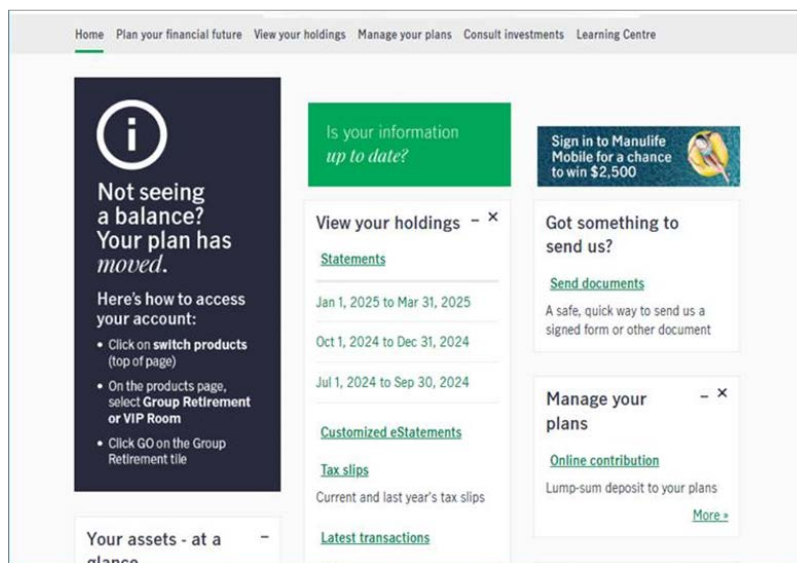 Home Plan your financial future View your holdings Manage your plans Consult investments Learning Centre
i
Not seeing
a balance?
Your plan has
moved.
Here's how to access
your account:
• Click on switch products
(top of page)
• On the products page,
select Group Retirement
or VIP Room
• Click GO on the Group
Retirement tile
Your assets - at a
glance
Is your information
up to date?
View your holdings
Statements
Jan 1, 2025 to Mar 31, 2025
Oct 1, 2024 to Dec 31, 2024
Jul 1, 2024 to Sep 30, 2024
Customized eStatements
Tax slips
Current and last year's tax slips
Latest transactions
Sign in to Manulife
Mobile for a chance
to win $2,500
Got something to
send us?
Send documents
A safe, quick way to send us a
signed form or other document
Manage your
plans
Online contribution
Lump-sum deposit to your plans
More »